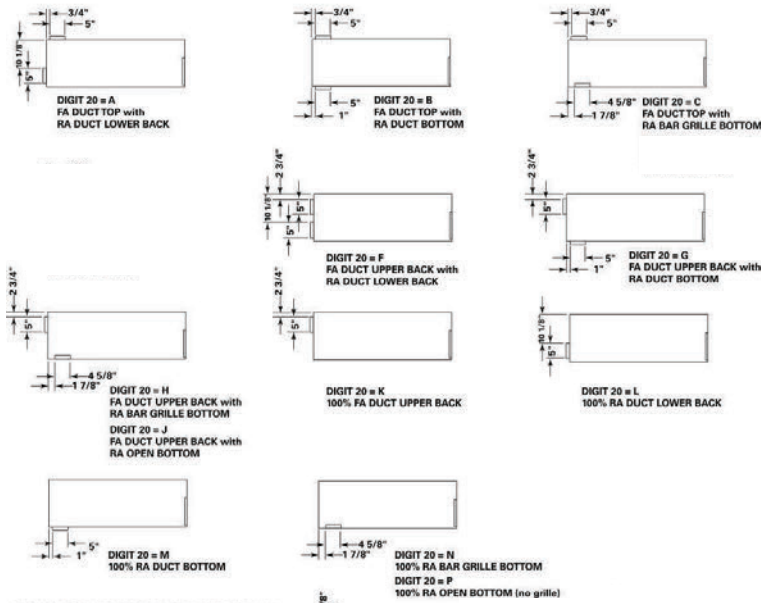 3/4"
5"
10 1/8"
5"
DIGIT 20 = A
FA DUCT TOP with
RA DUCT LOWER BACK
3/4"
5"
5"
1"
DIGIT 20 = B
FA DUCT TOP with
RA DUCT BOTTOM
3/4"
5"
4 5/8"
1 7/8"
DIGIT 20 = C
FA DUCT TOP with
RA BAR GRILLE BOTTOM
2 3/4"
10 1/8"
5"
5"
DIGIT 20 = F
FA DUCT UPPER BACK with
RA DUCT LOWER BACK
2 3/4"
5"
5"
1"
DIGIT 20 = G
FA DUCT UPPER BACK with
RA DUCT BOTTOM
2 3/4"
5"
4 5/8"
1 7/8"
DIGIT 20 = H
FA DUCT UPPER BACK with
RA BAR GRILLE BOTTOM
DIGIT 20 = J
FA DUCT UPPER BACK with
RA OPEN BOTTOM
2 3/4"
5"
DIGIT 20 = K
100% FA DUCT UPPER BACK
10 1/8"
5"
DIGIT 20 = L
100% RA DUCT LOWER BACK
5"
1"
DIGIT 20 = M
100% RA DUCT BOTTOM
4 5/8"
1 7/8"
DIGIT 20 = N
100% RA BAR GRILLE BOTTOM
DIGIT 20 = P
100% RA OPEN BOTTOM (no grille)